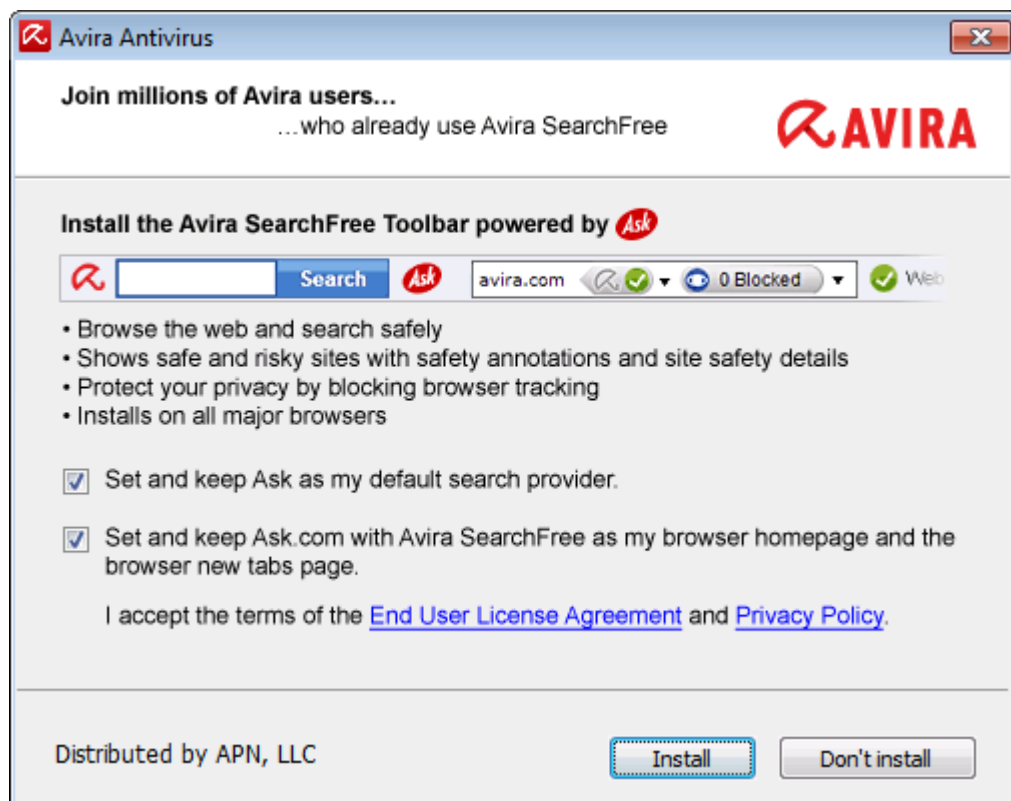 Avira Antivirus
Join millions of Avira users...
...who already use Avira SearchFree
AVIRA
Install the Avira SearchFree Toolbar powered by Ask
Search Ask avira.com 0 Blocked Web
• Browse the web and search safely
• Shows safe and risky sites with safety annotations and site safety details
• Protect your privacy by blocking browser tracking
• Installs on all major browsers
Set and keep Ask as my default search provider.
Set and keep Ask.com with Avira SearchFree as my browser homepage and the
browser new tabs page.
I accept the terms of the End User License Agreement and Privacy Policy.
Distributed by APN, LLC
Install
Don't install